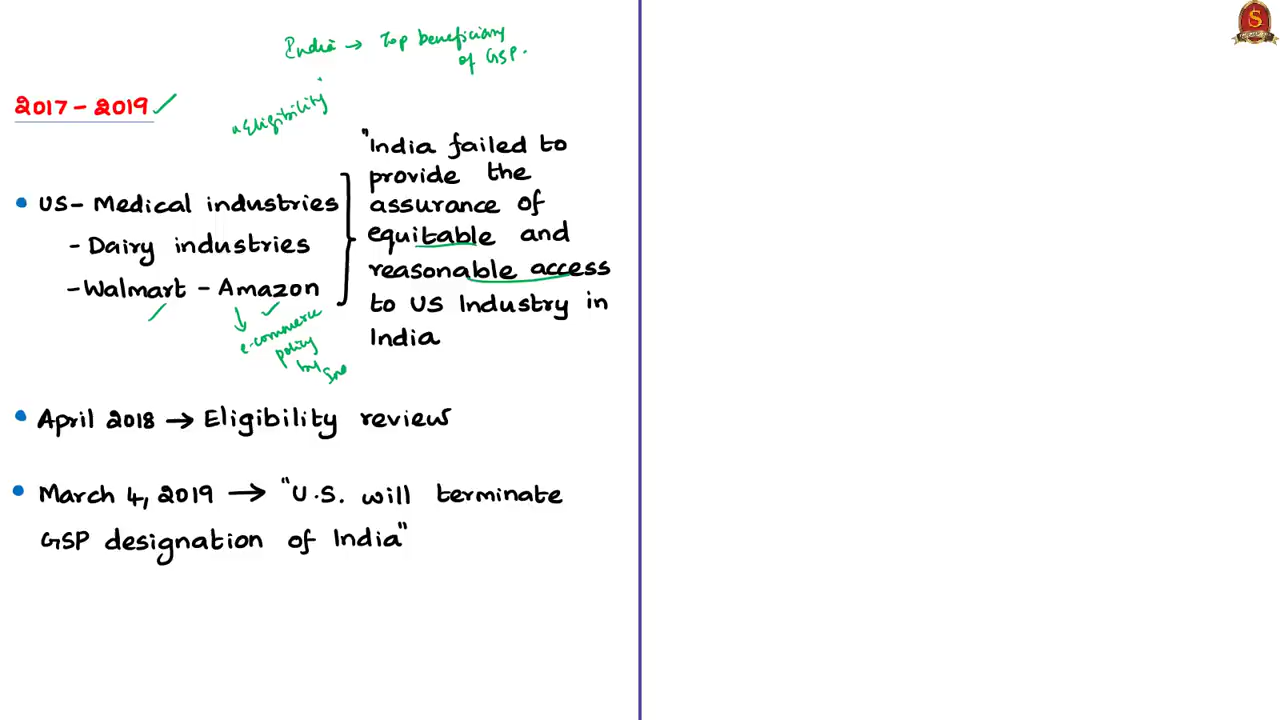 India → Top beneficiary
of GSP.
2017 - 2019
"Eligibility
• US - Medical industries
- Dairy industries
- Walmart - Amazon
e-commerce
policy
"India failed to
provide the
assurance of
equitable and
reasonable access
to US Industry in
India
• April 2018 → Eligibility review
• March 4, 2019 → "U.S. will terminate
GSP designation of India"